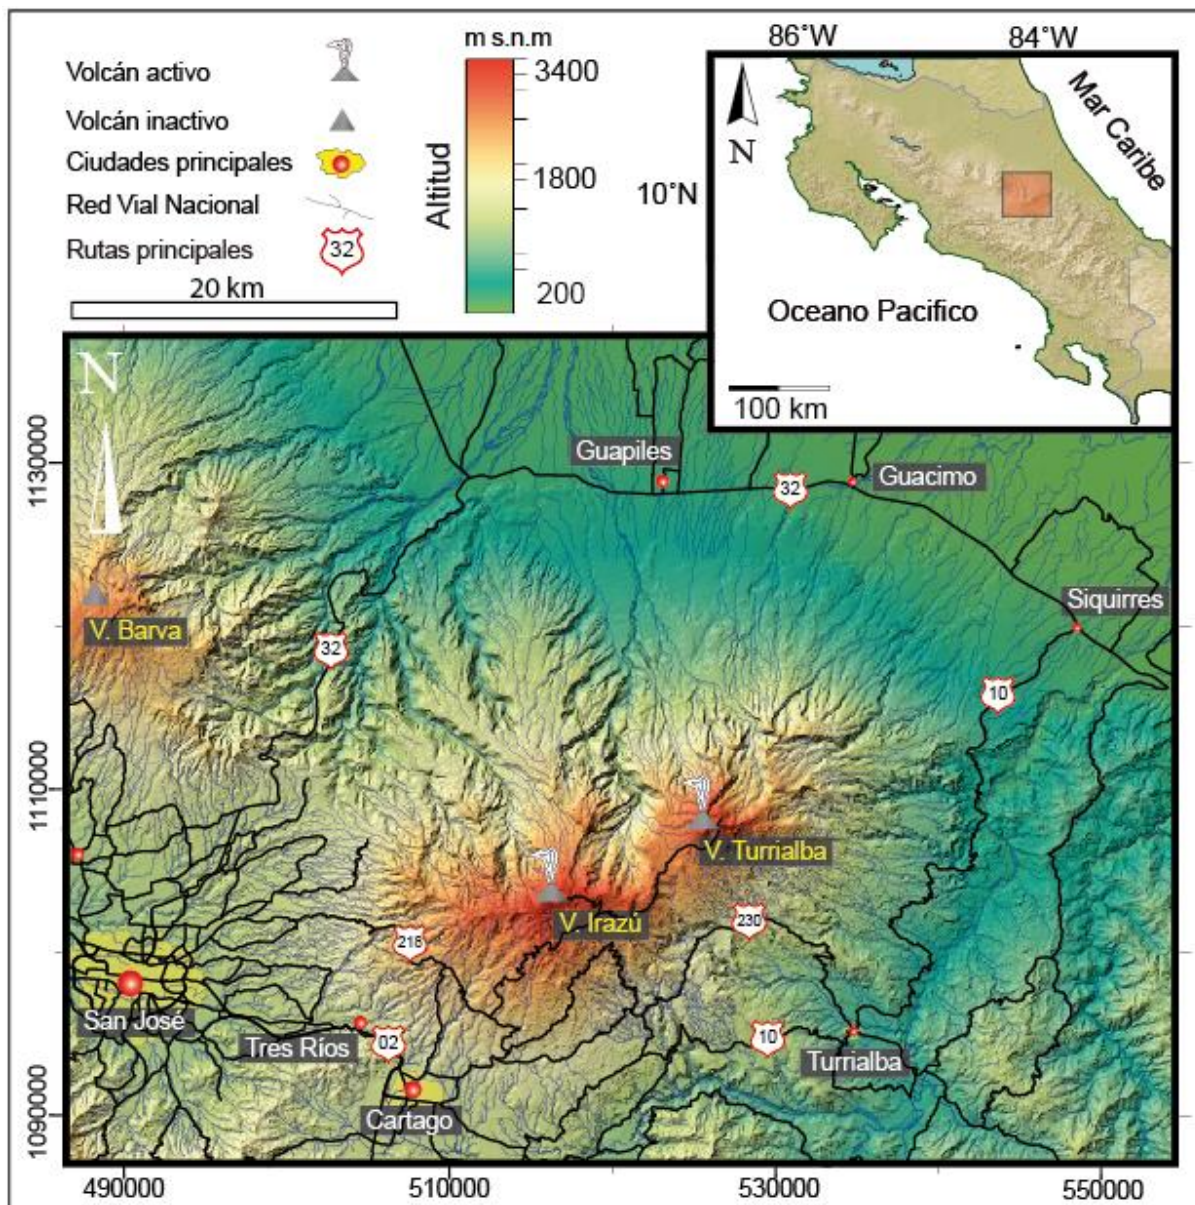 Volcán activo
Volcán inactivo
Ciudades principales
Red Vial Nacional
Rutas principales
32
20 km
m s.n.m
3400
1800
200
Altitud
86°W
84°W
10°N
N
Mar Caribe
Oceano Pacifico
100 km
N
1130000
1110000
1090000
Guapiles
32
Guacimo
Siquirres
V. Barva
32
10
V. Turrialba
V. Irazú
230
218
San José
Tres Ríos
02
10
Turrialba
Cartago
490000
510000
530000
550000